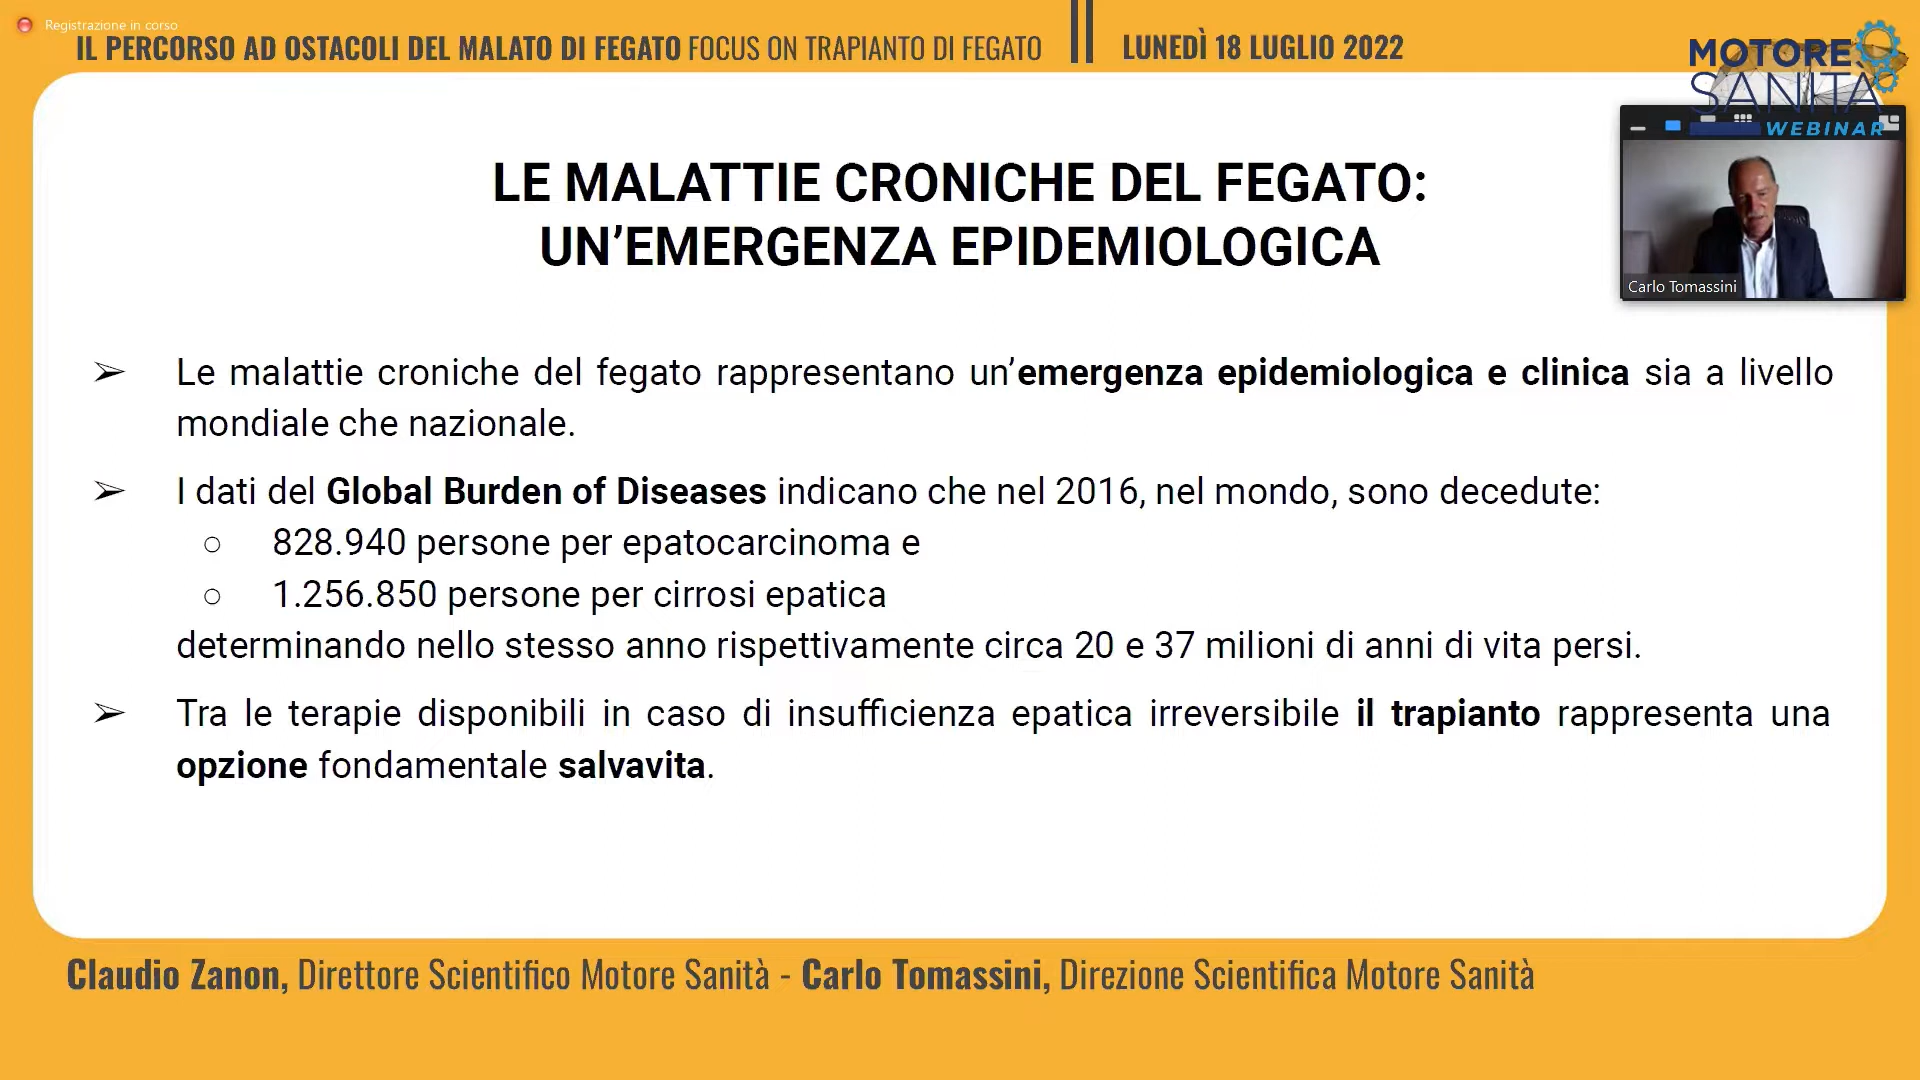 Registrazione in corso
IL PERCORSO AD OSTACOLI DEL MALATO DI FEGATO FOCUS ON TRAPIANTO DI FEGATO
LUNEDÌ 18 LUGLIO 2022
MOTORE
SANITÀ
WEBINAR
Carlo Tomassini
LE MALATTIE CRONICHE DEL FEGATO:
UN’EMERGENZA EPIDEMIOLOGICA
➢ Le malattie croniche del fegato rappresentano un’emergenza epidemiologica e clinica sia a livello
mondiale che nazionale.
➢ I dati del Global Burden of Diseases indicano che nel 2016, nel mondo, sono decedute:
○ 828.940 persone per epatocarcinoma e
○ 1.256.850 persone per cirrosi epatica
determinando nello stesso anno rispettivamente circa 20 e 37 milioni di anni di vita persi.
➢ Tra le terapie disponibili in caso di insufficienza epatica irreversibile il trapianto rappresenta una
opzione fondamentale salvavita.
Claudio Zanon, Direttore Scientifico Motore Sanità - Carlo Tomassini, Direzione Scientifica Motore Sanità